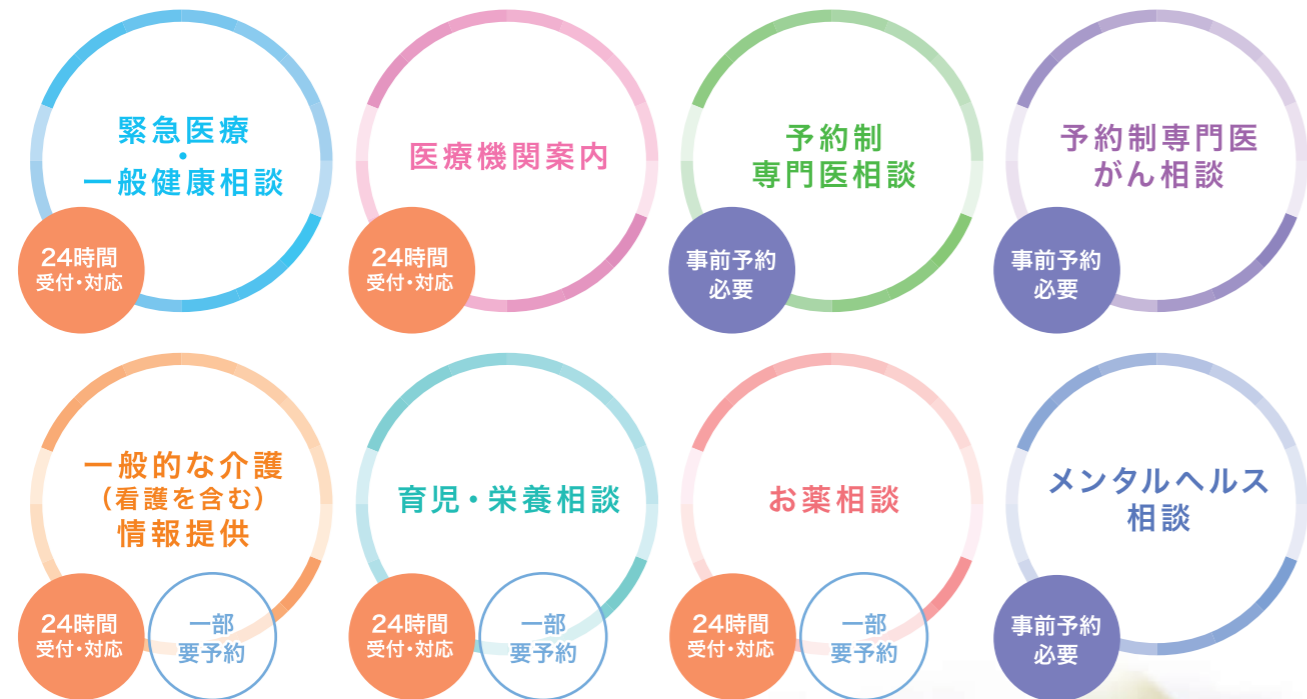 緊急医療
・
一般健康相談
24時間
受付・対応
医療機関案内
24時間
受付・対応
予約制
専門医相談
事前予約
必要
予約制専門医
がん相談
事前予約
必要
一般的な介護
（看護を含む）
情報提供
24時間
受付・対応
一部
要予約
育児・栄養相談
24時間
受付・対応
一部
要予約
お薬相談
24時間
受付・対応
一部
要予約
メンタルヘルス
相談
事前予約
必要